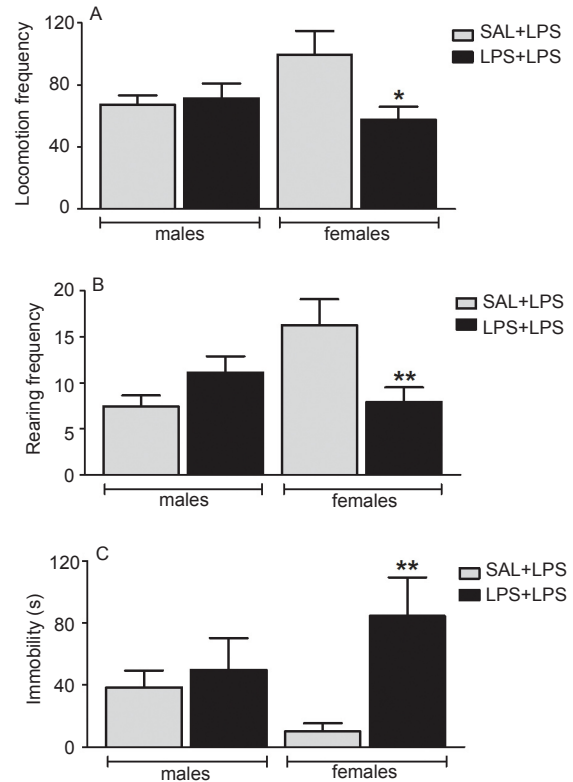 A
SAL+LPS
LPS+LPS
Locomotion frequency
120
80
40
0
*
males
females
B
SAL+LPS
LPS+LPS
Rearing frequency
20
15
10
5
0
**
males
females
C
SAL+LPS
LPS+LPS
Immobility (s)
120
80
40
0
**
males
females